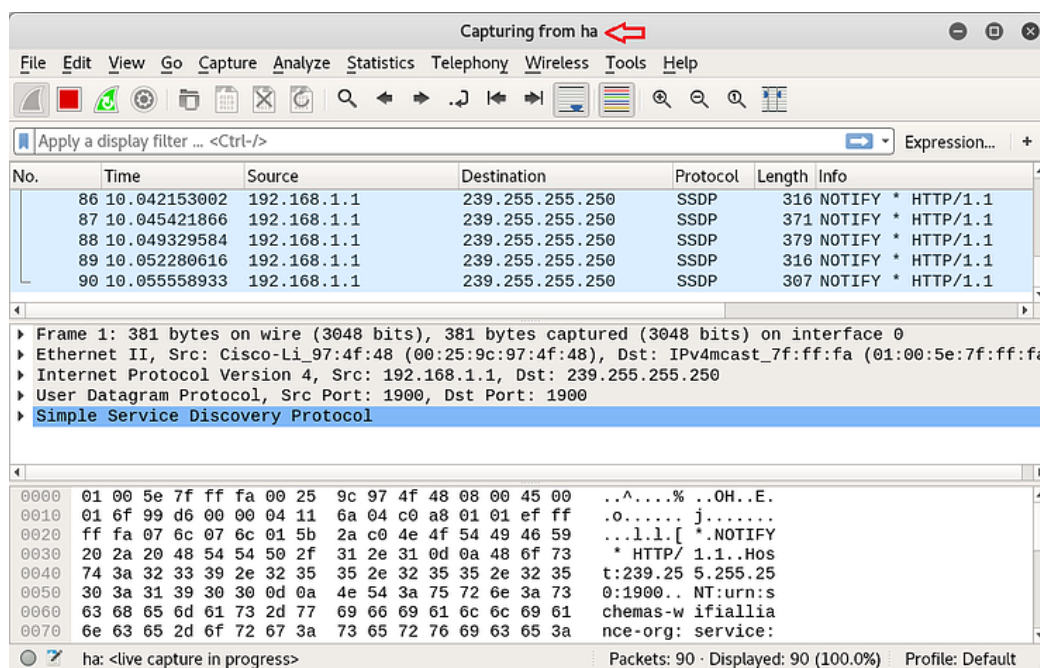 Capturing from ha
File Edit View Go Capture Analyze Statistics Telephony Wireless Tools Help
Apply a display filter ... <Ctrl-/> Expression... +
No. Time Source Destination Protocol Length Info
86 10.042153002 192.168.1.1 239.255.255.250 SSDP 316 NOTIFY * HTTP/1.1
87 10.045421866 192.168.1.1 239.255.255.250 SSDP 371 NOTIFY * HTTP/1.1
88 10.049329584 192.168.1.1 239.255.255.250 SSDP 379 NOTIFY * HTTP/1.1
89 10.052280616 192.168.1.1 239.255.255.250 SSDP 316 NOTIFY * HTTP/1.1
90 10.055558933 192.168.1.1 239.255.255.250 SSDP 307 NOTIFY * HTTP/1.1
Frame 1: 381 bytes on wire (3048 bits), 381 bytes captured (3048 bits) on interface 0
Ethernet II, Src: Cisco-Li_97:4f:48 (00:25:9c:97:4f:48), Dst: IPv4mcast_7f:ff:fa (01:00:5e:7f:ff:fa
Internet Protocol Version 4, Src: 192.168.1.1, Dst: 239.255.255.250
User Datagram Protocol, Src Port: 1900, Dst Port: 1900
Simple Service Discovery Protocol
0000 01 00 5e 7f ff fa 00 25 9c 97 4f 48 08 00 45 00 ..^....% ..OH..E.
0010 01 6f 99 d6 00 00 04 11 6a 04 c0 a8 01 01 ef ff .o...... j.......
0020 ff fa 07 6c 07 6c 01 5b 2a c0 4e 4f 54 49 46 59 ...l.l.[ *.NOTIFY
0030 20 2a 20 48 54 54 50 2f 31 2e 31 0d 0a 48 6f 73 * HTTP/ 1.1..Hos
0040 74 3a 32 33 39 2e 32 35 35 2e 32 35 35 2e 32 35 t:239.25 5.255.25
0050 30 3a 31 39 30 30 0d 0a 4e 54 3a 75 72 6e 3a 73 0:1900.. NT:urn:s
0060 63 68 65 6d 61 73 2d 77 69 66 69 61 6c 6c 69 61 chemas-w ifiallia
0070 6e 63 65 2d 6f 72 67 3a 73 65 72 76 69 63 65 3a nce-org: service:
ha: <live capture in progress> Packets: 90 · Displayed: 90 (100.0%) Profile: Default